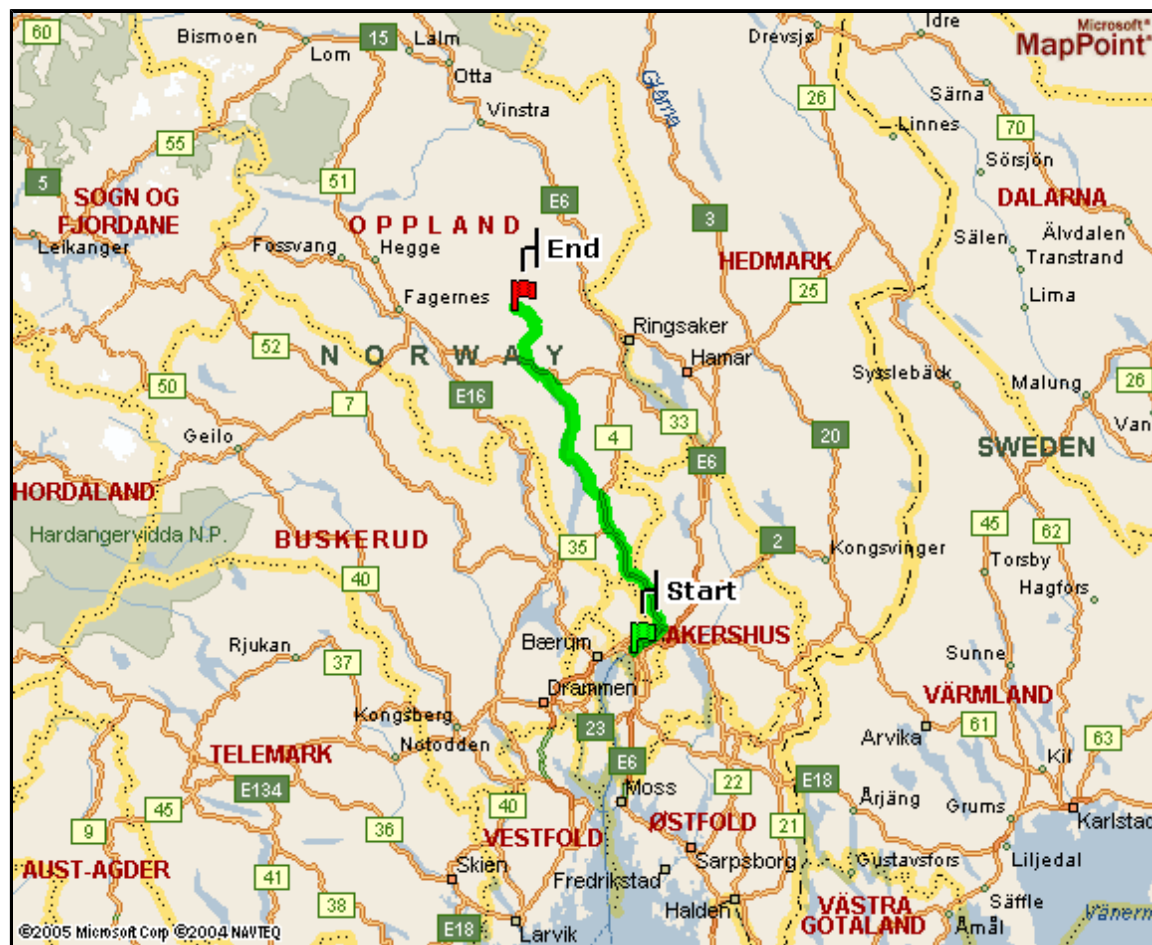 60
Bismoen
15
Lom
Lalm
Otta
Vinstra
Glåma
Drevsjø
Idre
Microsoft®
MapPoint®
26
Särna
Linnes
70
Sörsjön
55
5
51
SOGN OG
FJORDANE
Leikanger
OPPLAND
Fossvang
Hegge
E6
3
DALARNA
Älvdalen
Sälen
Transtrand
HEDMARK
End
25
Lima
Fagernes
Ringsaker
52
NORWAY
Hamar
Sysslebäck
Malung
26
50
7
E16
33
Van
Geilo
4
20
SWEDEN
E6
HORDALAND
Hardangervidda N.P.
BUSKERUD
35
2
Kongsvinger
45
62
Torsby
40
Hagfors
Start
Rjukan
37
Bærum
AKERSHUS
Sunne
Drammen
VÄRMLAND
Kongsberg
Notodden
23
61
Arvika
63
TELEMARK
E6
Kil
E134
22
E18
Moss
Årjäng
Grums
Karlstad
45
40
9
36
VESTFOLD
ØSTFOLD
21
AUST-AGDER
Skien
Sarpsborg
Gustavsfors
Liljedal
41
Fredrikstad
38
Halden
VÄSTRA
GÖTALAND
Säffle
Vänern
E18
Larvik
Åmål
©2005 Microsoft Corp ©2004 NAVTEQ